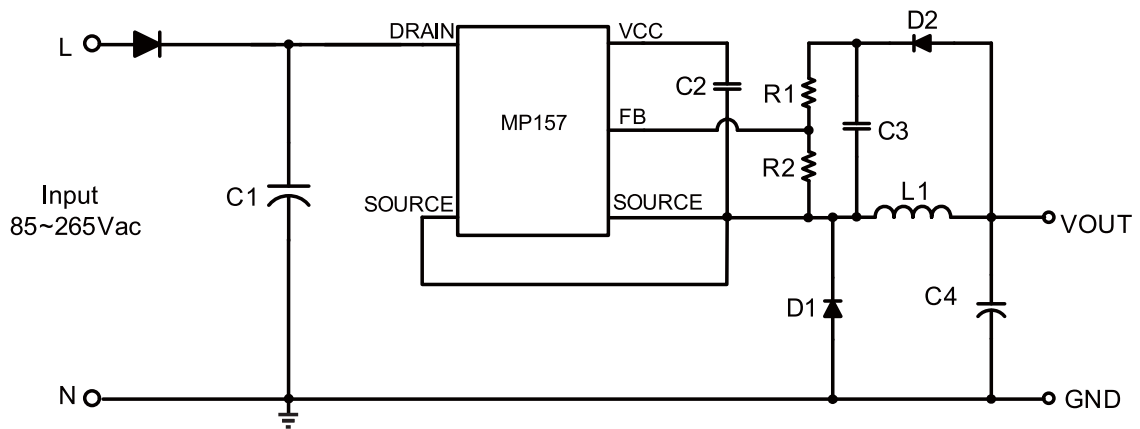 L
DRAIN
VCC
D2
C2
R1
MP157
FB
C3
R2
Input
85~265Vac
C1
SOURCE
SOURCE
L1
VOUT
D1
C4
N
GND